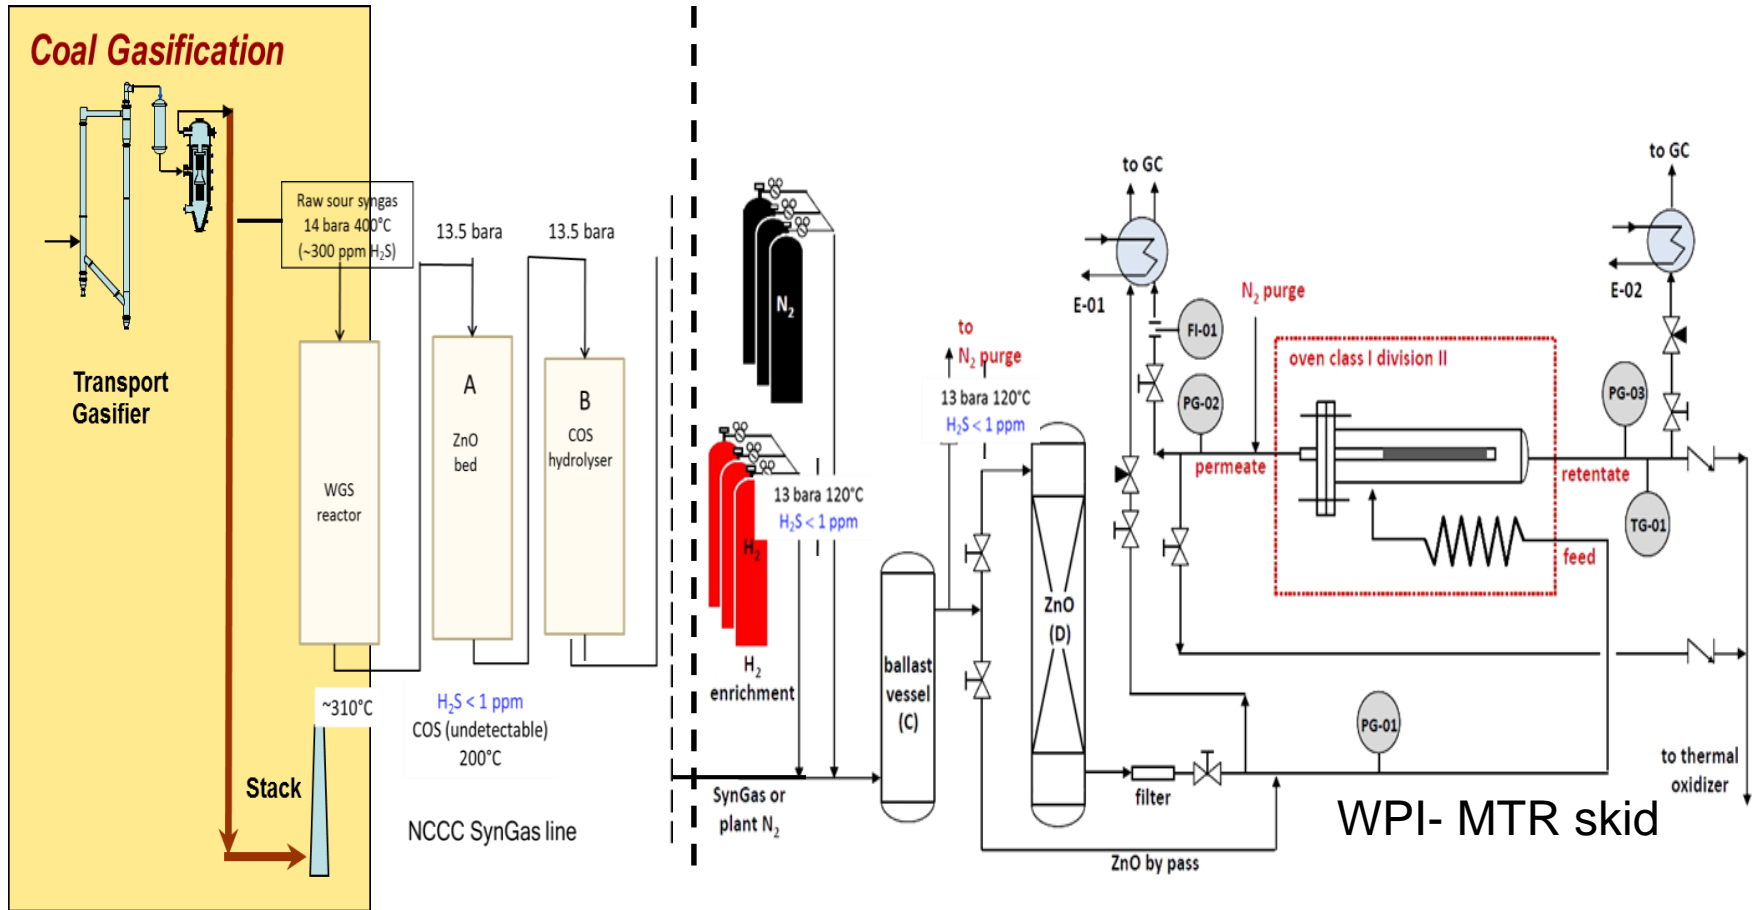 Coal Gasification
Transport
Gasifier
Raw sour syngas
14 bara 400°C
(~300 ppm H₂S)
13.5 bara
13.5 bara
WGS
reactor
A
ZnO
bed
B
COS
hydrolyser
~310°C
H₂S < 1 ppm
COS (undetectable)
200°C
Stack
NCCC SynGas line
N₂
H₂
H₂
enrichment
13 bara 120°C
H₂S < 1 ppm
SynGas or
plant N₂
ballast
vessel
(C)
to
N₂ purge
13 bara 120°C
H₂S < 1 ppm
ZnO
(D)
filter
ZnO by pass
to GC
E-01
FI-01
PG-02
N₂ purge
oven class I division II
permeate
retentate
feed
PG-03
TG-01
to GC
E-02
PG-01
to thermal
oxidizer
WPI- MTR skid